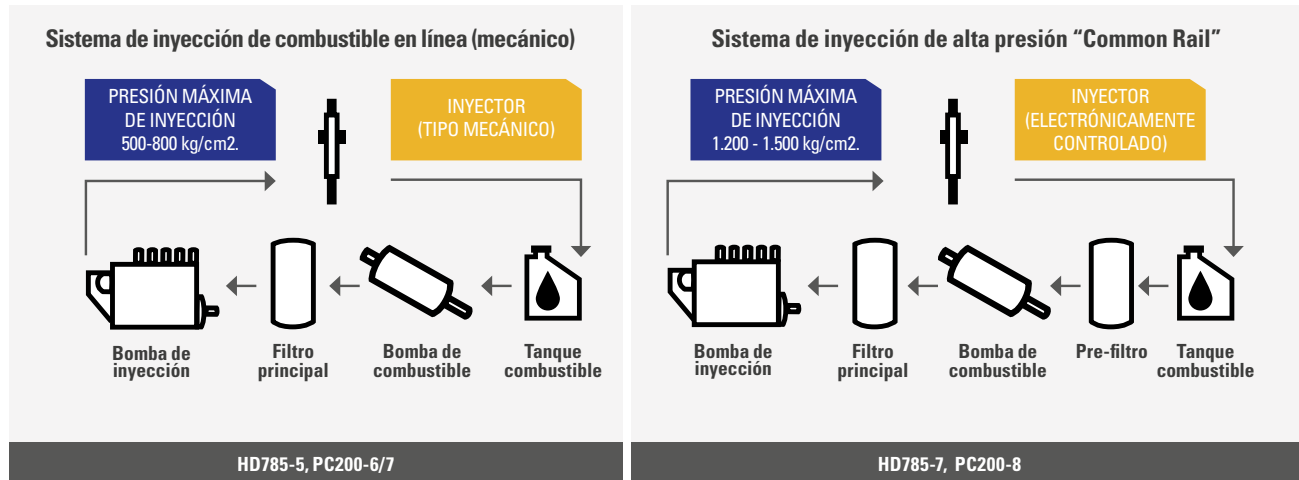 Sistema de inyección de combustible en línea (mecánico)
PRESIÓN MÁXIMA
DE INYECCIÓN
500-800 kg/cm2.
INYECTOR
(TIPO MECÁNICO)
Bomba de
inyección
Filtro
principal
Bomba de
combustible
Tanque
combustible
HD785-5, PC200-6/7
Sistema de inyección de alta presión “Common Rail”
PRESIÓN MÁXIMA
DE INYECCIÓN
1.200 - 1.500 kg/cm2.
INYECTOR
(ELECTRÓNICAMENTE
CONTROLADO)
Bomba de
inyección
Filtro
principal
Bomba de
combustible
Pre-filtro
Tanque
combustible
HD785-7, PC200-8